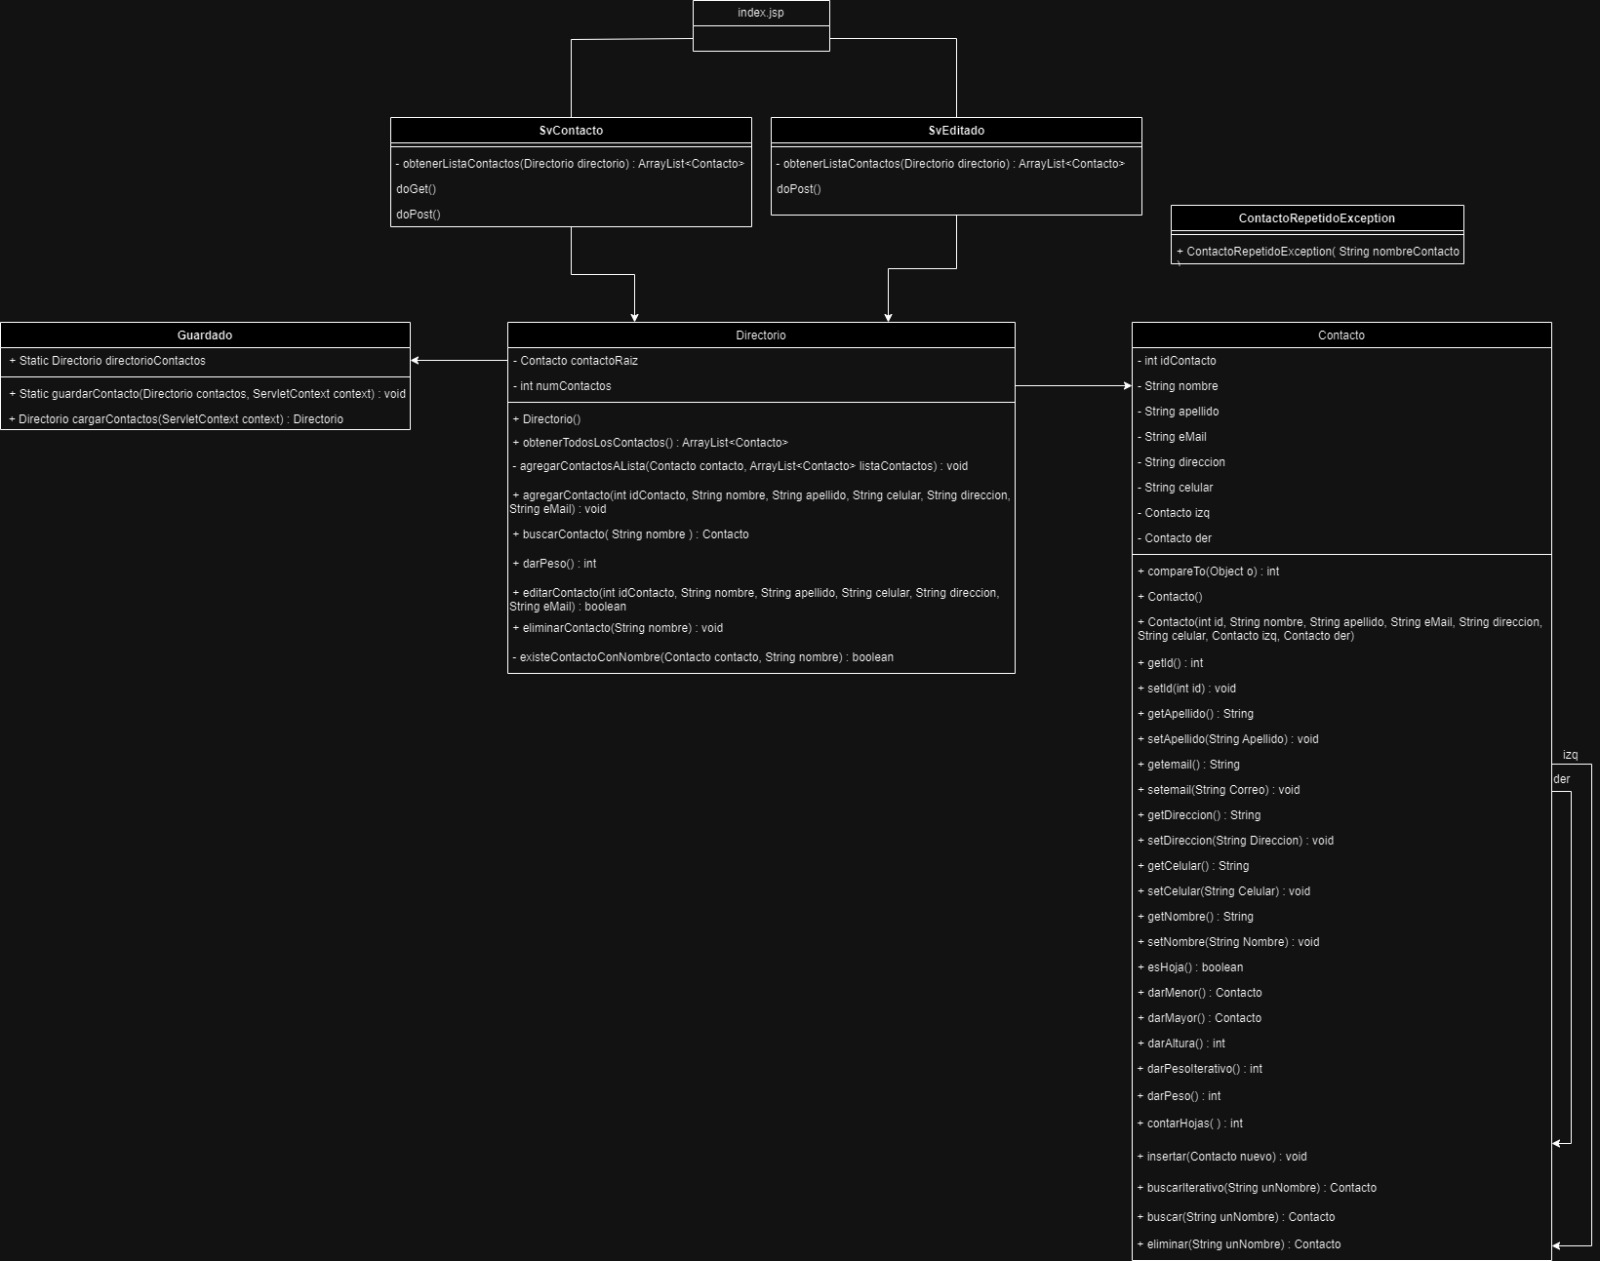 index.jsp
SvContacto
- obtenerListaContactos(Directorio directorio) : ArrayList<Contacto>
doGet()
doPost()
SvEditado
- obtenerListaContactos(Directorio directorio) : ArrayList<Contacto>
doPost()
ContactoRepetidoException
+ ContactoRepetidoException( String nombreContacto
Guardado
+ Static Directorio directorioContactos
+ Static guardarContacto(Directorio contactos, ServletContext context) : void
+ Directorio cargarContactos(ServletContext context) : Directorio
Directorio
- Contacto contactoRaiz
- int numContactos
+ Directorio()
+ obtenerTodosLosContactos() : ArrayList<Contacto>
- agregarContactosALista(Contacto contacto, ArrayList<Contacto> listaContactos) : void
+ agregarContacto(int idContacto, String nombre, String apellido, String celular, String direccion,
String eMail) : void
+ buscarContacto( String nombre ) : Contacto
+ darPeso() : int
+ editarContacto(int idContacto, String nombre, String apellido, String celular, String direccion,
String eMail) : boolean
+ eliminarContacto(String nombre) : void
- existeContactoConNombre(Contacto contacto, String nombre) : boolean
Contacto
- int idContacto
- String nombre
- String apellido
- String eMail
- String direccion
- String celular
- Contacto izq
- Contacto der
+ compareTo(Object o) : int
+ Contacto()
+ Contacto(int id, String nombre, String apellido, String eMail, String direccion,
String celular, Contacto izq, Contacto der)
+ getId() : int
+ setId(int id) : void
+ getApellido() : String
+ setApellido(String Apellido) : void
+ getemail() : String
+ setemail(String Correo) : void
+ getDireccion() : String
+ setDireccion(String Direccion) : void
+ getCelular() : String
+ setCelular(String Celular) : void
+ getNombre() : String
+ setNombre(String Nombre) : void
+ esHoja() : boolean
+ darMenor() : Contacto
+ darMayor() : Contacto
+ darAltura() : int
+ darPesoIterativo() : int
+ darPeso() : int
+ contarHojas( ) : int
+ insertar(Contacto nuevo) : void
+ buscarIterativo(String unNombre) : Contacto
+ buscar(String unNombre) : Contacto
+ eliminar(String unNombre) : Contacto
izq
der